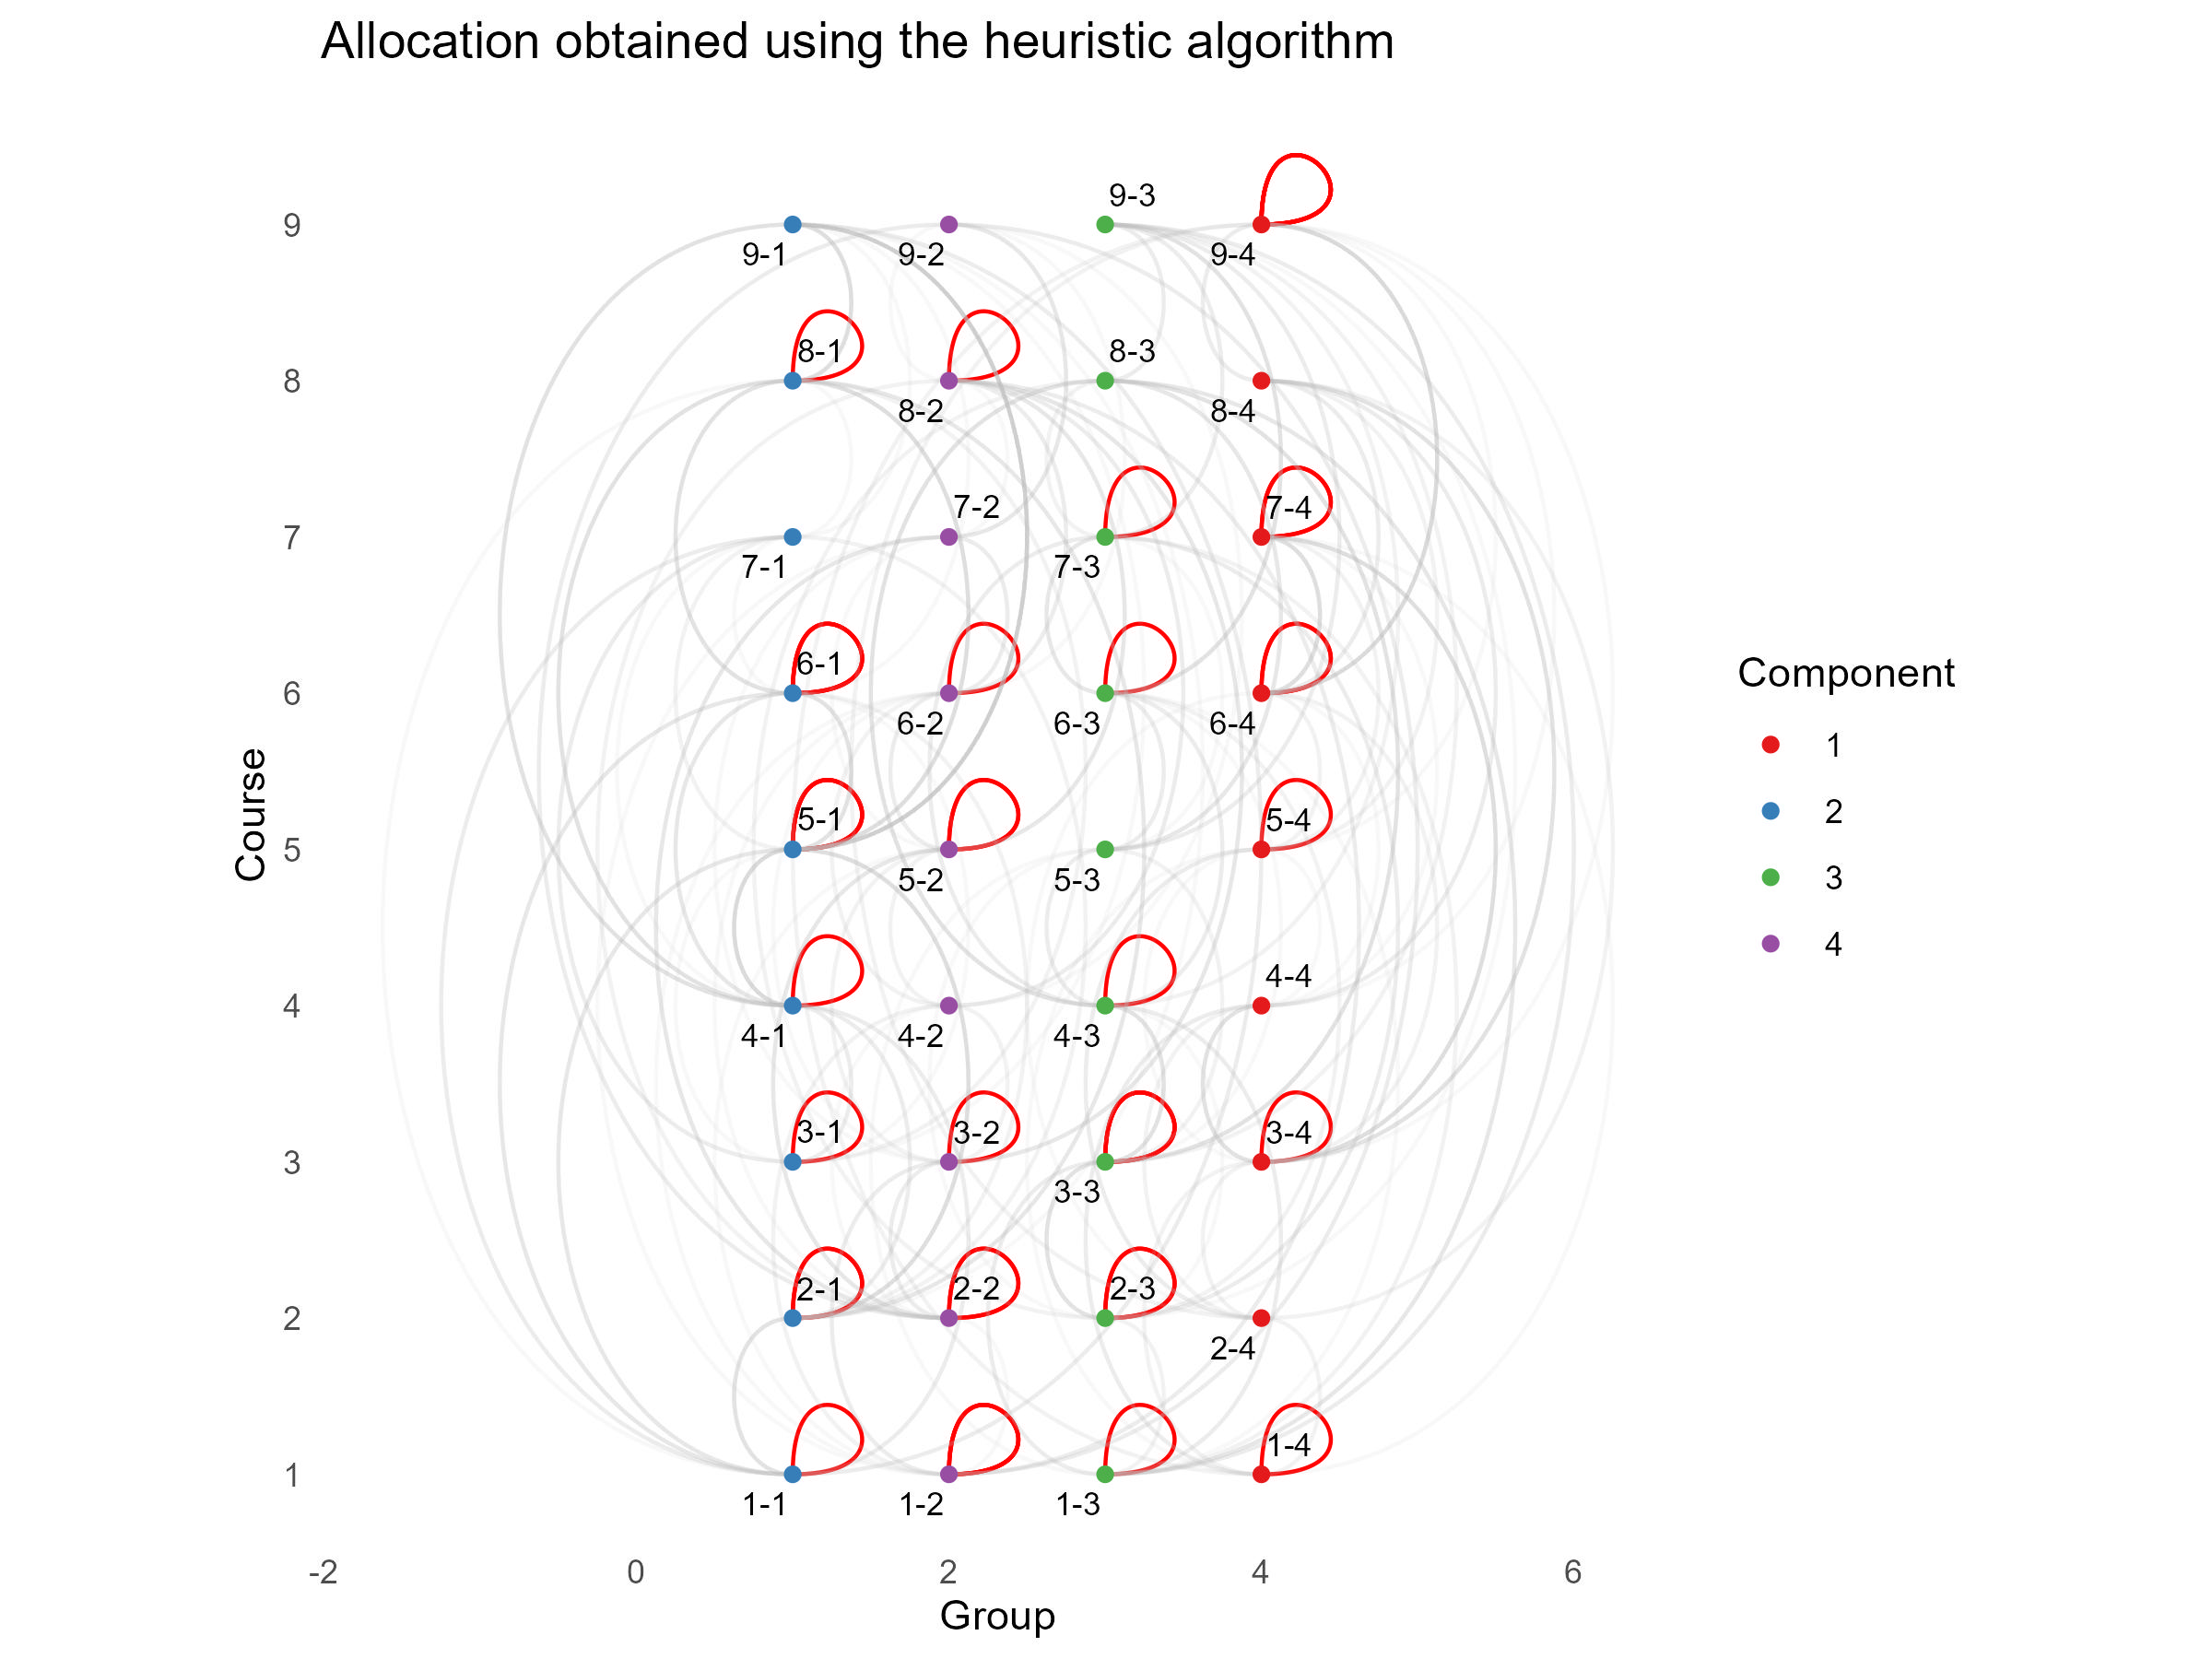 Allocation obtained using the heuristic algorithm
9-3
9
9-1 9-2 9-4
8-1 8-3
8
8-2 8-4
7-2 7-4
7
7-1 7-3
6-1
6
6-2 6-3 6-4
5-1 5-4
5
5-2 5-3
4-4
4
4-1 4-2 4-3
3-1 3-2 3-4
3
3-3
2-1 2-2 2-3
2
2-4
1-4
1
1-1 1-2 1-3
-2 0 2 4 6
Group
Course
Component
1
2
3
4